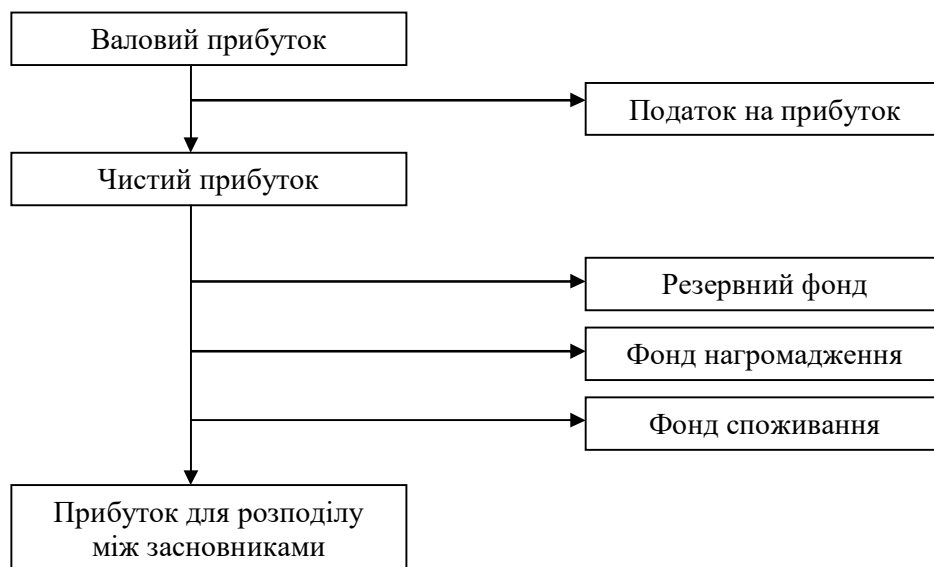 Валовий прибуток
Податок на прибуток
Чистий прибуток
Резервний фонд
Фонд нагромадження
Фонд споживання
Прибуток для розподілу
між засновниками